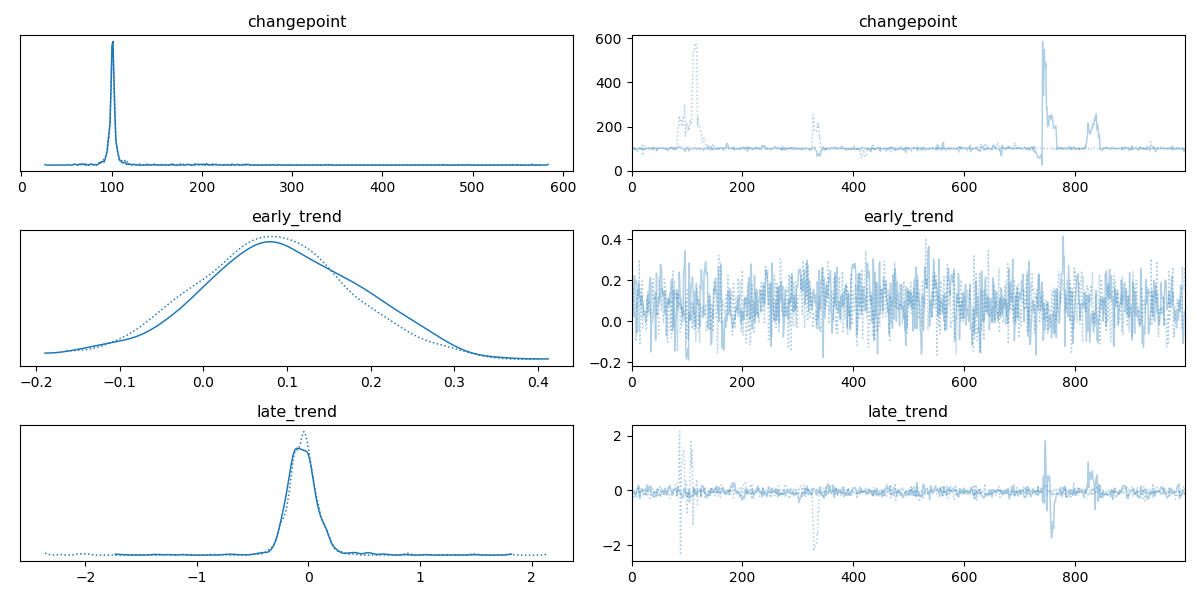 changepoint
0 100 200 300 400 500 600
changepoint
600
400
200
0
0 200 400 600 800
early_trend
−0.2 −0.1 0.0 0.1 0.2 0.3 0.4
early_trend
0.4
0.2
0.0
−0.2
0 200 400 600 800
late_trend
−2 −1 0 1 2
late_trend
2
0
−2
0 200 400 600 800